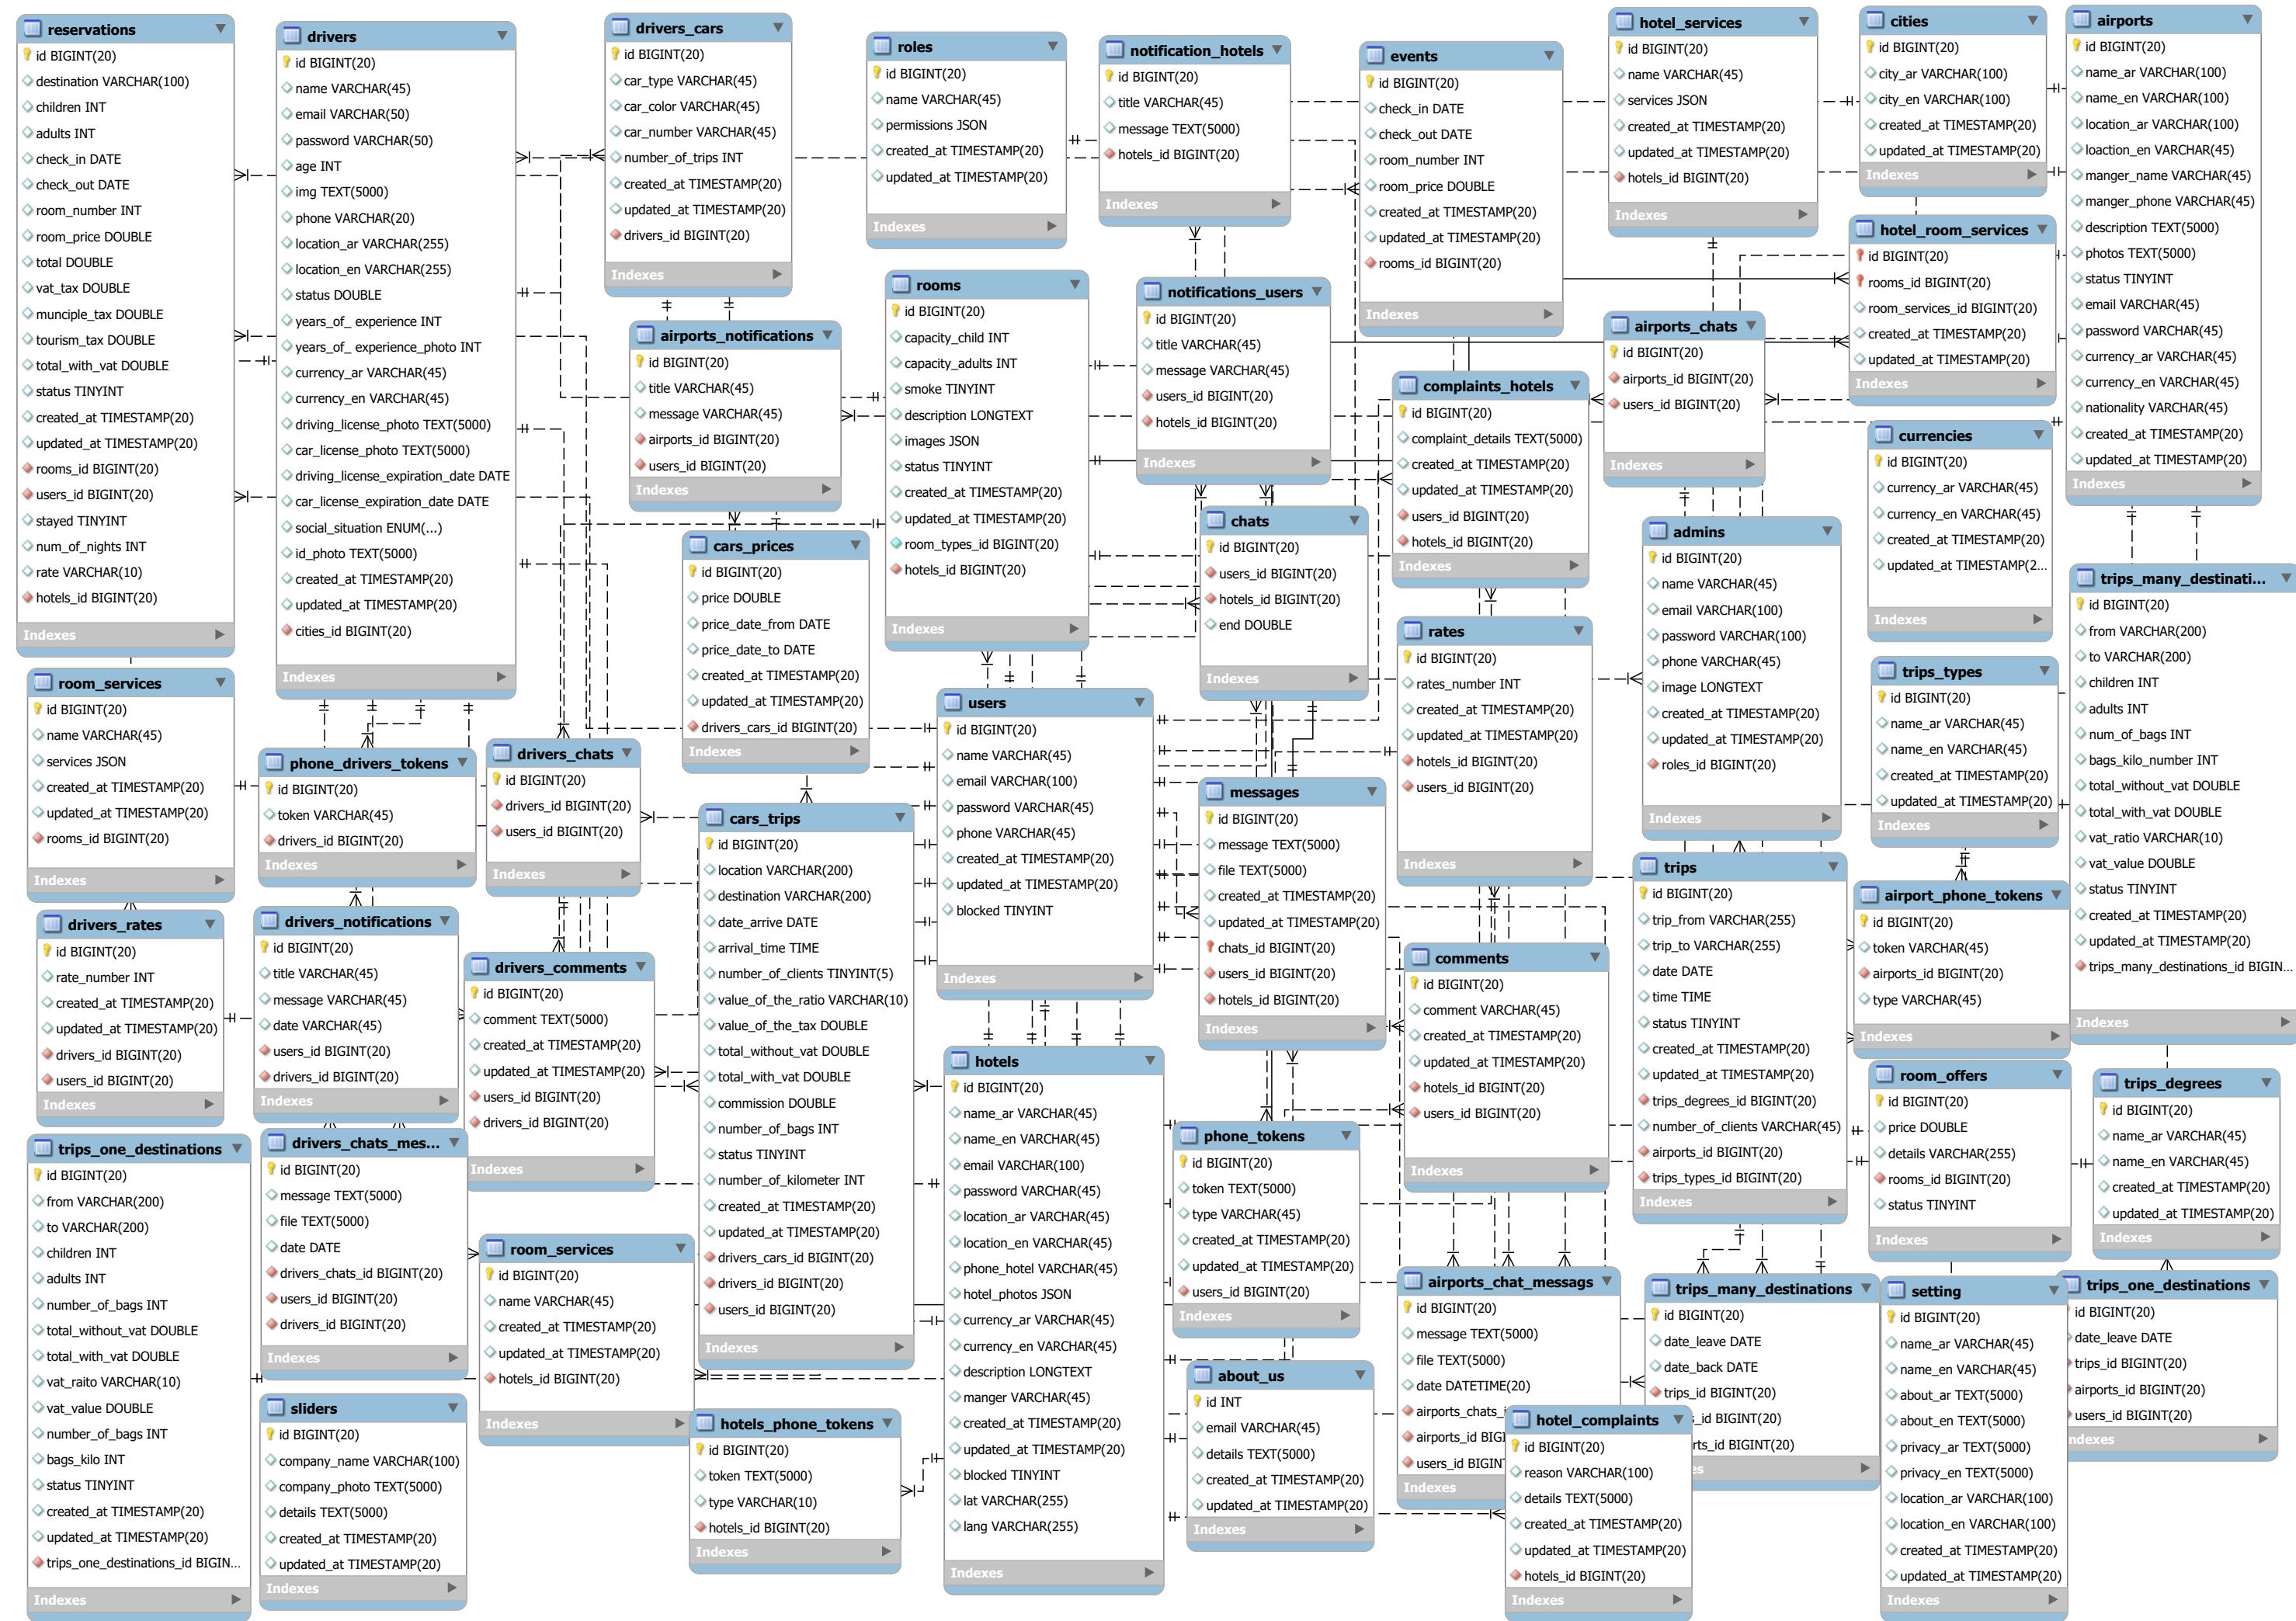 reservations
id BIGINT(20)
destination VARCHAR(100)
children INT
adults INT
check_in DATE
check_out DATE
room_number INT
room_price DOUBLE
total DOUBLE
vat_tax DOUBLE
munciple_tax DOUBLE
tourism_tax DOUBLE
total_with_vat DOUBLE
status TINYINT
created_at TIMESTAMP(20)
updated_at TIMESTAMP(20)
rooms_id BIGINT(20)
users_id BIGINT(20)
stayed TINYINT
num_of_nights INT
rate VARCHAR(10)
hotels_id BIGINT(20)
Indexes
drivers
id BIGINT(20)
name VARCHAR(45)
email VARCHAR(50)
password VARCHAR(50)
age INT
img TEXT(5000)
phone VARCHAR(20)
location_ar VARCHAR(255)
location_en VARCHAR(255)
status DOUBLE
years_of_ experience INT
years_of_ experience_photo INT
currency_ar VARCHAR(45)
currency_en VARCHAR(45)
driving_license_photo TEXT(5000)
car_license_photo TEXT(5000)
driving_license_expiration_date DATE
car_license_expiration_date DATE
social_situation ENUM(...)
id_photo TEXT(5000)
created_at TIMESTAMP(20)
updated_at TIMESTAMP(20)
cities_id BIGINT(20)
Indexes
drivers_cars
id BIGINT(20)
car_type VARCHAR(45)
car_color VARCHAR(45)
car_number VARCHAR(45)
number_of_trips INT
created_at TIMESTAMP(20)
updated_at TIMESTAMP(20)
drivers_id BIGINT(20)
Indexes
roles
id BIGINT(20)
name VARCHAR(45)
permissions JSON
created_at TIMESTAMP(20)
updated_at TIMESTAMP(20)
Indexes
notification_hotels
id BIGINT(20)
title VARCHAR(45)
message TEXT(5000)
hotels_id BIGINT(20)
Indexes
events
id BIGINT(20)
check_in DATE
check_out DATE
room_number INT
room_price DOUBLE
created_at TIMESTAMP(20)
updated_at TIMESTAMP(20)
rooms_id BIGINT(20)
Indexes
hotel_services
id BIGINT(20)
name VARCHAR(45)
services JSON
created_at TIMESTAMP(20)
updated_at TIMESTAMP(20)
hotels_id BIGINT(20)
Indexes
cities
id BIGINT(20)
city_ar VARCHAR(100)
city_en VARCHAR(100)
created_at TIMESTAMP(20)
updated_at TIMESTAMP(20)
Indexes
airports
id BIGINT(20)
name_ar VARCHAR(100)
name_en VARCHAR(100)
location_ar VARCHAR(100)
loaction_en VARCHAR(45)
manger_name VARCHAR(45)
manger_phone VARCHAR(45)
description TEXT(5000)
photos TEXT(5000)
status TINYINT
email VARCHAR(45)
password VARCHAR(45)
currency_ar VARCHAR(45)
currency_en VARCHAR(45)
nationality VARCHAR(45)
created_at TIMESTAMP(20)
updated_at TIMESTAMP(20)
Indexes
hotel_room_services
id BIGINT(20)
rooms_id BIGINT(20)
room_services_id BIGINT(20)
created_at TIMESTAMP(20)
updated_at TIMESTAMP(20)
Indexes
rooms
id BIGINT(20)
capacity_child INT
capacity_adults INT
smoke TINYINT
description LONGTEXT
images JSON
status TINYINT
created_at TIMESTAMP(20)
updated_at TIMESTAMP(20)
room_types_id BIGINT(20)
hotels_id BIGINT(20)
Indexes
notifications_users
id BIGINT(20)
title VARCHAR(45)
message VARCHAR(45)
users_id BIGINT(20)
hotels_id BIGINT(20)
Indexes
airports_notifications
id BIGINT(20)
title VARCHAR(45)
message VARCHAR(45)
airports_id BIGINT(20)
users_id BIGINT(20)
Indexes
airports_chats
id BIGINT(20)
airports_id BIGINT(20)
users_id BIGINT(20)
Indexes
complaints_hotels
id BIGINT(20)
complaint_details TEXT(5000)
created_at TIMESTAMP(20)
updated_at TIMESTAMP(20)
users_id BIGINT(20)
hotels_id BIGINT(20)
Indexes
currencies
id BIGINT(20)
currency_ar VARCHAR(45)
currency_en VARCHAR(45)
created_at TIMESTAMP(20)
updated_at TIMESTAMP(2...
Indexes
chats
id BIGINT(20)
users_id BIGINT(20)
hotels_id BIGINT(20)
end DOUBLE
Indexes
admins
id BIGINT(20)
name VARCHAR(45)
email VARCHAR(100)
password VARCHAR(100)
phone VARCHAR(45)
image LONGTEXT
created_at TIMESTAMP(20)
updated_at TIMESTAMP(20)
roles_id BIGINT(20)
Indexes
cars_prices
id BIGINT(20)
price DOUBLE
price_date_from DATE
price_date_to DATE
created_at TIMESTAMP(20)
updated_at TIMESTAMP(20)
drivers_cars_id BIGINT(20)
Indexes
trips_many_destinati...
id BIGINT(20)
from VARCHAR(200)
to VARCHAR(200)
children INT
adults INT
num_of_bags INT
bags_kilo_number INT
total_without_vat DOUBLE
total_with_vat DOUBLE
vat_ratio VARCHAR(10)
vat_value DOUBLE
status TINYINT
created_at TIMESTAMP(20)
updated_at TIMESTAMP(20)
trips_many_destinations_id BIGIN...
Indexes
rates
id BIGINT(20)
rates_number INT
created_at TIMESTAMP(20)
updated_at TIMESTAMP(20)
hotels_id BIGINT(20)
users_id BIGINT(20)
Indexes
trips_types
id BIGINT(20)
name_ar VARCHAR(45)
name_en VARCHAR(45)
created_at TIMESTAMP(20)
updated_at TIMESTAMP(20)
Indexes
room_services
id BIGINT(20)
name VARCHAR(45)
services JSON
created_at TIMESTAMP(20)
updated_at TIMESTAMP(20)
rooms_id BIGINT(20)
Indexes
users
id BIGINT(20)
name VARCHAR(45)
email VARCHAR(100)
password VARCHAR(45)
phone VARCHAR(45)
created_at TIMESTAMP(20)
updated_at TIMESTAMP(20)
blocked TINYINT
Indexes
phone_drivers_tokens
id BIGINT(20)
token VARCHAR(45)
drivers_id BIGINT(20)
Indexes
drivers_chats
id BIGINT(20)
drivers_id BIGINT(20)
users_id BIGINT(20)
Indexes
messages
id BIGINT(20)
message TEXT(5000)
file TEXT(5000)
created_at TIMESTAMP(20)
updated_at TIMESTAMP(20)
chats_id BIGINT(20)
users_id BIGINT(20)
hotels_id BIGINT(20)
Indexes
cars_trips
id BIGINT(20)
location VARCHAR(200)
destination VARCHAR(200)
date_arrive DATE
arrival_time TIME
number_of_clients TINYINT(5)
value_of_the_ratio VARCHAR(10)
value_of_the_tax DOUBLE
total_without_vat DOUBLE
total_with_vat DOUBLE
commission DOUBLE
number_of_bags INT
status TINYINT
number_of_kilometer INT
created_at TIMESTAMP(20)
updated_at TIMESTAMP(20)
drivers_cars_id BIGINT(20)
drivers_id BIGINT(20)
users_id BIGINT(20)
Indexes
trips
id BIGINT(20)
trip_from VARCHAR(255)
trip_to VARCHAR(255)
date DATE
time TIME
status TINYINT
created_at TIMESTAMP(20)
updated_at TIMESTAMP(20)
trips_degrees_id BIGINT(20)
number_of_clients VARCHAR(45)
airports_id BIGINT(20)
trips_types_id BIGINT(20)
Indexes
airport_phone_tokens
id BIGINT(20)
token VARCHAR(45)
airports_id BIGINT(20)
type VARCHAR(45)
Indexes
drivers_rates
id BIGINT(20)
rate_number INT
created_at TIMESTAMP(20)
updated_at TIMESTAMP(20)
drivers_id BIGINT(20)
users_id BIGINT(20)
Indexes
drivers_notifications
id BIGINT(20)
title VARCHAR(45)
message VARCHAR(45)
date VARCHAR(45)
users_id BIGINT(20)
drivers_id BIGINT(20)
Indexes
drivers_comments
id BIGINT(20)
comment TEXT(5000)
created_at TIMESTAMP(20)
updated_at TIMESTAMP(20)
users_id BIGINT(20)
drivers_id BIGINT(20)
Indexes
comments
id BIGINT(20)
comment VARCHAR(45)
created_at TIMESTAMP(20)
updated_at TIMESTAMP(20)
hotels_id BIGINT(20)
users_id BIGINT(20)
Indexes
hotels
id BIGINT(20)
name_ar VARCHAR(45)
name_en VARCHAR(45)
email VARCHAR(100)
password VARCHAR(45)
location_ar VARCHAR(45)
location_en VARCHAR(45)
phone_hotel VARCHAR(45)
hotel_photos JSON
currency_ar VARCHAR(45)
currency_en VARCHAR(45)
description LONGTEXT
manger VARCHAR(45)
created_at TIMESTAMP(20)
updated_at TIMESTAMP(20)
blocked TINYINT
lat VARCHAR(255)
lang VARCHAR(255)
Indexes
room_offers
id BIGINT(20)
price DOUBLE
details VARCHAR(255)
rooms_id BIGINT(20)
status TINYINT
Indexes
trips_degrees
id BIGINT(20)
name_ar VARCHAR(45)
name_en VARCHAR(45)
created_at TIMESTAMP(20)
updated_at TIMESTAMP(20)
Indexes
phone_tokens
id BIGINT(20)
token TEXT(5000)
type VARCHAR(45)
created_at TIMESTAMP(20)
updated_at TIMESTAMP(20)
users_id BIGINT(20)
Indexes
trips_one_destinations
id BIGINT(20)
from VARCHAR(200)
to VARCHAR(200)
children INT
adults INT
number_of_bags INT
total_without_vat DOUBLE
total_with_vat DOUBLE
vat_raito VARCHAR(10)
vat_value DOUBLE
number_of_bags INT
bags_kilo INT
status TINYINT
created_at TIMESTAMP(20)
updated_at TIMESTAMP(20)
trips_one_destinations_id BIGIN...
Indexes
drivers_chats_mes...
id BIGINT(20)
message TEXT(5000)
file TEXT(5000)
date DATE
drivers_chats_id BIGINT(20)
users_id BIGINT(20)
drivers_id BIGINT(20)
Indexes
room_services
id BIGINT(20)
name VARCHAR(45)
created_at TIMESTAMP(20)
updated_at TIMESTAMP(20)
hotels_id BIGINT(20)
Indexes
airports_chat_messags
id BIGINT(20)
message TEXT(5000)
file TEXT(5000)
date DATETIME(20)
airports_chats_i
airports_id BIGI
users_id BIGINT
Indexes
trips_many_destinations
id BIGINT(20)
date_leave DATE
date_back DATE
trips_id BIGINT(20)
s_id BIGINT(20)
rts_id BIGINT(20)
es
setting
id BIGINT(20)
name_ar VARCHAR(45)
name_en VARCHAR(45)
about_ar TEXT(5000)
about_en TEXT(5000)
privacy_ar TEXT(5000)
privacy_en TEXT(5000)
location_ar VARCHAR(100)
location_en VARCHAR(100)
created_at TIMESTAMP(20)
updated_at TIMESTAMP(20)
Indexes
trips_one_destinations
id BIGINT(20)
date_leave DATE
trips_id BIGINT(20)
airports_id BIGINT(20)
users_id BIGINT(20)
ndexes
about_us
id INT
email VARCHAR(45)
details TEXT(5000)
created_at TIMESTAMP(20)
updated_at TIMESTAMP(20)
Indexes
sliders
id BIGINT(20)
company_name VARCHAR(100)
company_photo TEXT(5000)
details TEXT(5000)
created_at TIMESTAMP(20)
updated_at TIMESTAMP(20)
Indexes
hotels_phone_tokens
id BIGINT(20)
token TEXT(5000)
type VARCHAR(10)
hotels_id BIGINT(20)
Indexes
hotel_complaints
id BIGINT(20)
reason VARCHAR(100)
details TEXT(5000)
created_at TIMESTAMP(20)
updated_at TIMESTAMP(20)
hotels_id BIGINT(20)
Indexes